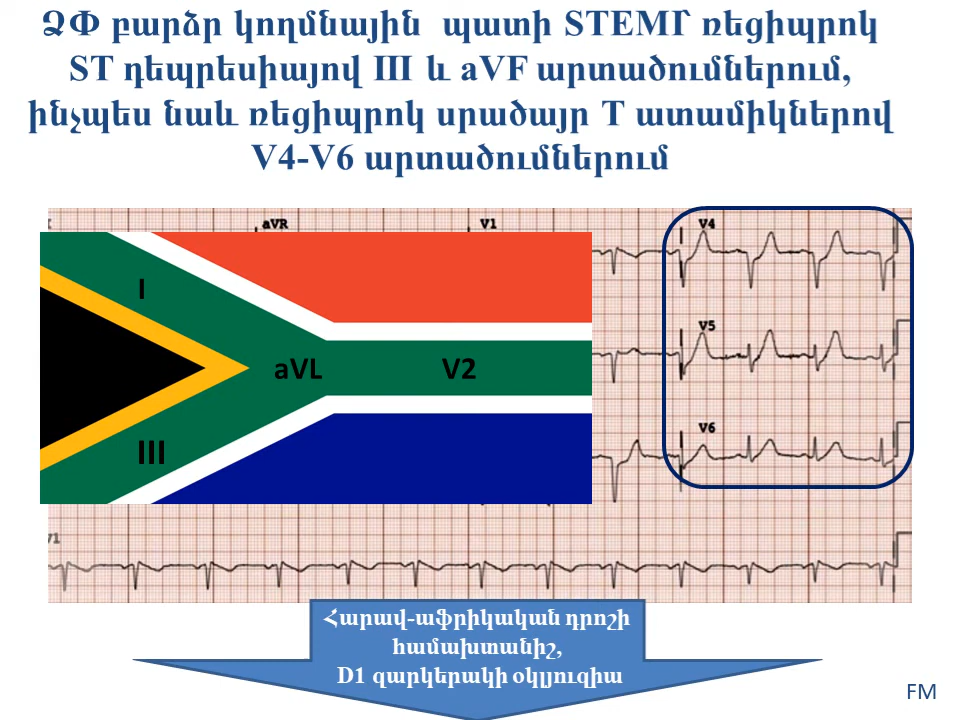 ՁՓ բարձր կողմնային պատի STEMI՝ ռեցիպրոկ
ST դեպրեսիայով III և aVF արտածումներում,
ինչպես նաև ռեցիպրոկ սրածայր T ատամիկներով
V4-V6 արտածումներում
aVR
V1
V4
I
V5
aVL
V2
V6
III
V1
Հարավ-աֆրիկական դրոշի
համախտանիշ,
D1 զարկերակի օկլյուզիա
FM